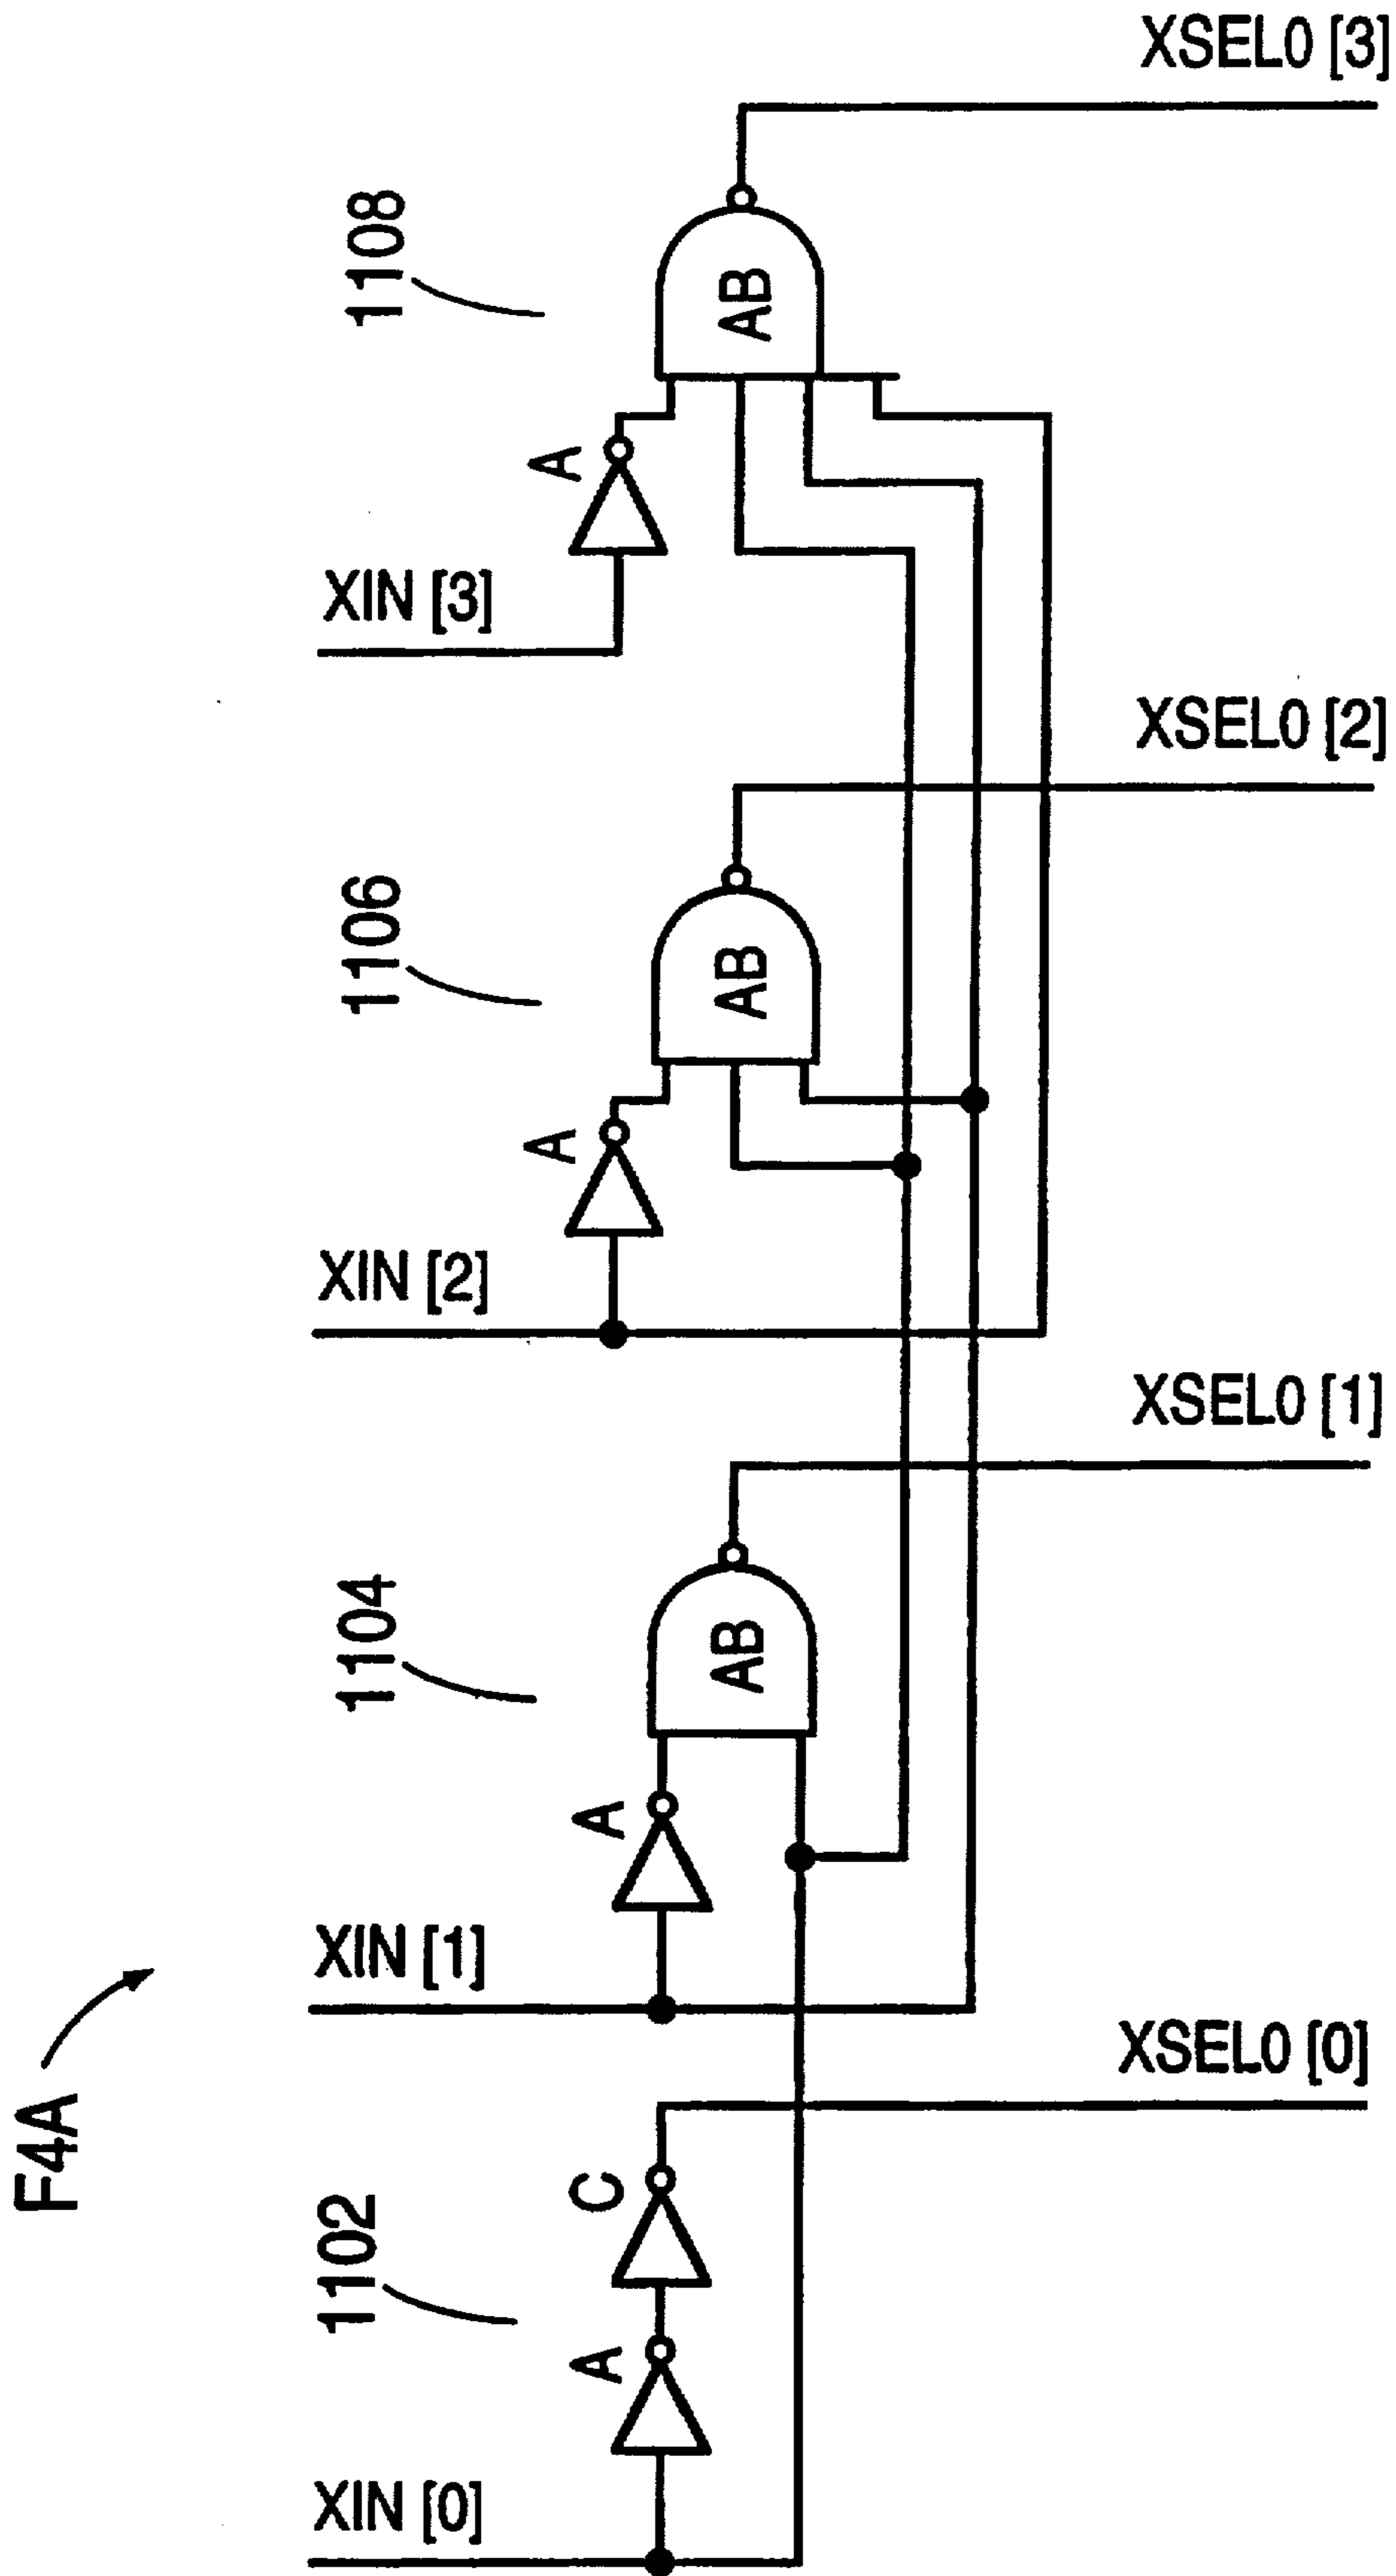 F4A
1102
1104
1106
1108
XIN [0]
A
C
XSEL0 [0]
XIN [1]
A
AB
XSEL0 [1]
XIN [2]
A
AB
XSEL0 [2]
XIN [3]
A
AB
XSEL0 [3]